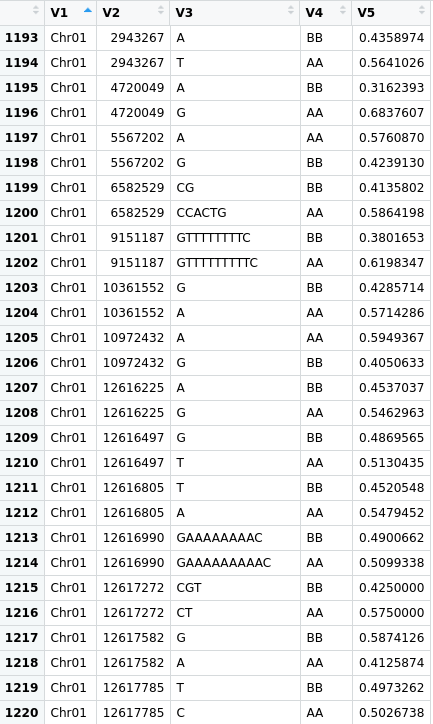 V1 V2 V3 V4 V5
1193 Chr01 2943267 A BB 0.4358974
1194 Chr01 2943267 T AA 0.5641026
1195 Chr01 4720049 A BB 0.3162393
1196 Chr01 4720049 G AA 0.6837607
1197 Chr01 5567202 A AA 0.5760870
1198 Chr01 5567202 G BB 0.4239130
1199 Chr01 6582529 CG BB 0.4135802
1200 Chr01 6582529 CCACTG AA 0.5864198
1201 Chr01 9151187 GTTTTTTTTC BB 0.3801653
1202 Chr01 9151187 GTTTTTTTTTC AA 0.6198347
1203 Chr01 10361552 G BB 0.4285714
1204 Chr01 10361552 A AA 0.5714286
1205 Chr01 10972432 A AA 0.5949367
1206 Chr01 10972432 G BB 0.4050633
1207 Chr01 12616225 A BB 0.4537037
1208 Chr01 12616225 G AA 0.5462963
1209 Chr01 12616497 G BB 0.4869565
1210 Chr01 12616497 T AA 0.5130435
1211 Chr01 12616805 T BB 0.4520548
1212 Chr01 12616805 A AA 0.5479452
1213 Chr01 12616990 GAAAAAAAAC BB 0.4900662
1214 Chr01 12616990 GAAAAAAAAAC AA 0.5099338
1215 Chr01 12617272 CGT BB 0.4250000
1216 Chr01 12617272 CT AA 0.5750000
1217 Chr01 12617582 G BB 0.5874126
1218 Chr01 12617582 A AA 0.4125874
1219 Chr01 12617785 T BB 0.4973262
1220 Chr01 12617785 C AA 0.5026738